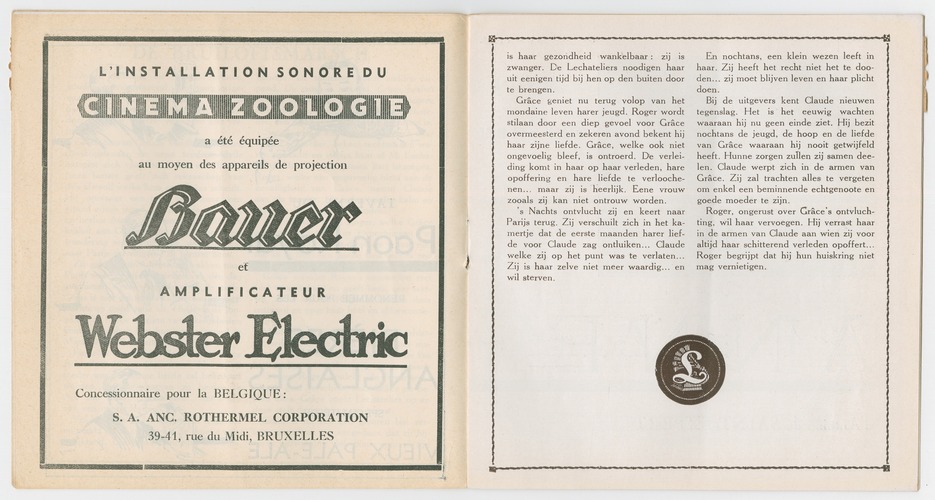 L'INSTALLATION SONORE DU
CINEMA ZOOLOGIE
a été équipée
au moyen des appareils de projection
Bauer
et
AMPLIFICATEUR
Webster Electric
Concessionnaire pour la BELGIQUE :
S. A. ANC. ROTHERMEL CORPORATION
39-41, rue du Midi, BRUXELLES
is haar gezondheid wankelbaar : zij is
zwanger. De Lechateliers noodigen haar
uit eenigen tijd bij hen op den buiten door
te brengen.
Grâce geniet nu terug volop van het
mondaine leven harer jeugd. Roger wordt
stilaan door een diep gevoel voor Grâce
overmeesterd en zekeren avond bekent hij
haar zijne liefde. Grâce, welke ook niet
ongevoelig bleef, is ontroerd. De verlei-
ding komt in haar op haar verleden, hare
opoffering en hare liefde te verlooche-
nen... maar zij is heerlijk. Eene vrouw
zooals zij kan niet ontrouw worden.
's Nachts ontvlucht zij en keert naar
Parijs terug. Zij verschuilt zich in het ka-
mertje dat de eerste maanden harer lief-
de voor Claude zag ontluiken... Claude
welke zij op het punt was te verlaten...
Zij is haar zelve niet meer waardig... en
wil sterven.
En nochtans, een klein wezen leeft in
haar. Zij heeft het recht niet het te doo-
den... zij moet blijven leven en haar plicht
doen.
Bij de uitgevers kent Claude nieuwen
tegenslag. Het is het eeuwig wachten
waaraan hij nu geen einde ziet. Hij bezit
nochtans de jeugd, de hoop en de liefde
van Grâce waaraan hij nooit getwijfeld
heeft. Hunne zorgen zullen zij samen dee-
len. Claude werpt zich in de armen van
Grâce. Zij zal trachten alles te vergeten
om enkel een beminnende echtgenoote en
goede moeder te zijn.
Roger, ongerust over Grâce's ontvluch-
ting, wil haar vervoegen. Hij verrast haar
in de armen van Claude aan wien zij voor
altijd haar schitterend verleden opoffert...
Roger begrijpt dat hij hun huiskring niet
mag vernietigen.